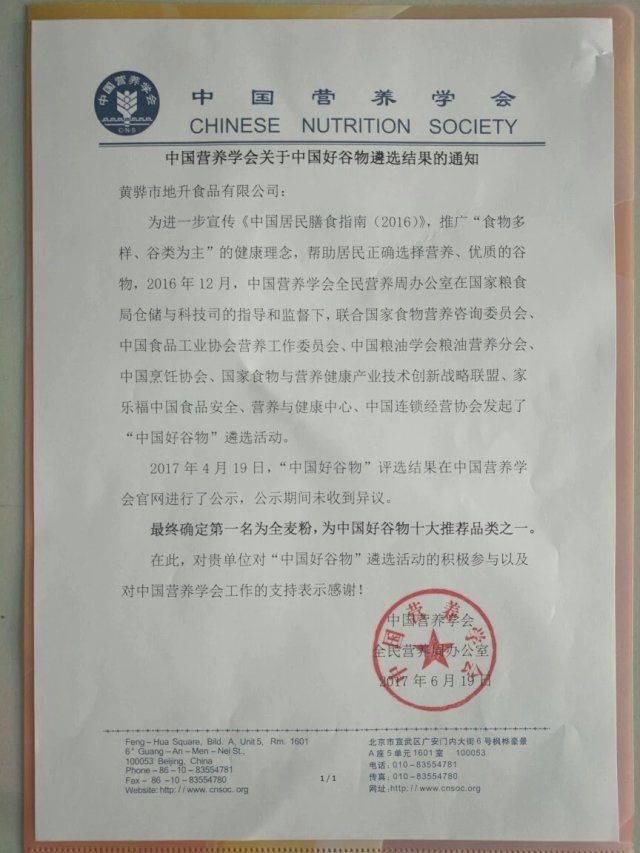 中国营养学会
C·N·S
中国营养学会
CHINESE NUTRITION SOCIETY
中国营养学会关于中国好谷物遴选结果的通知
黄骅市地升食品有限公司：
为进一步宣传《中国居民膳食指南（2016）》，推广“食物多
样、谷类为主”的健康理念，帮助居民正确选择营养、优质的谷
物，2016年12月，中国营养学会全民营养周办公室在国家粮食
局仓储与科技司的指导和监督下，联合国家食物营养咨询委员会、
中国食品工业协会营养工作委员会、中国粮油学会粮油营养分会、
中国烹饪协会、国家食物与营养健康产业技术创新战略联盟、家
乐福中国食品安全、营养与健康中心、中国连锁经营协会发起了
“中国好谷物”遴选活动。
2017年4月19日，“中国好谷物”评选结果在中国营养学
会官网进行了公示，公示期间未收到异议。
最终确定第一名为全麦粉，为中国好谷物十大推荐品类之一。
在此，对贵单位对“中国好谷物”遴选活动的积极参与以及
对中国营养学会工作的支持表示感谢！
中国营养学会
中国营养学会
全民营养周办公室
2017年6月19日
Feng-Hua Square, Bild. A, Unit 5, Rm. 1601
6# Guang-An-Men-Nei St.,
100053 Beijing, China
Phone-86-10-83554781
Fax-86-10-83554780
Website: http://www.cnsoc.org
1/1
北京市宣武区广安门内大街6号枫桦豪景
A座5单元1601室 100053
电话：010-83554781
传真：010-83554780
网址：http://www.cnsoc.org